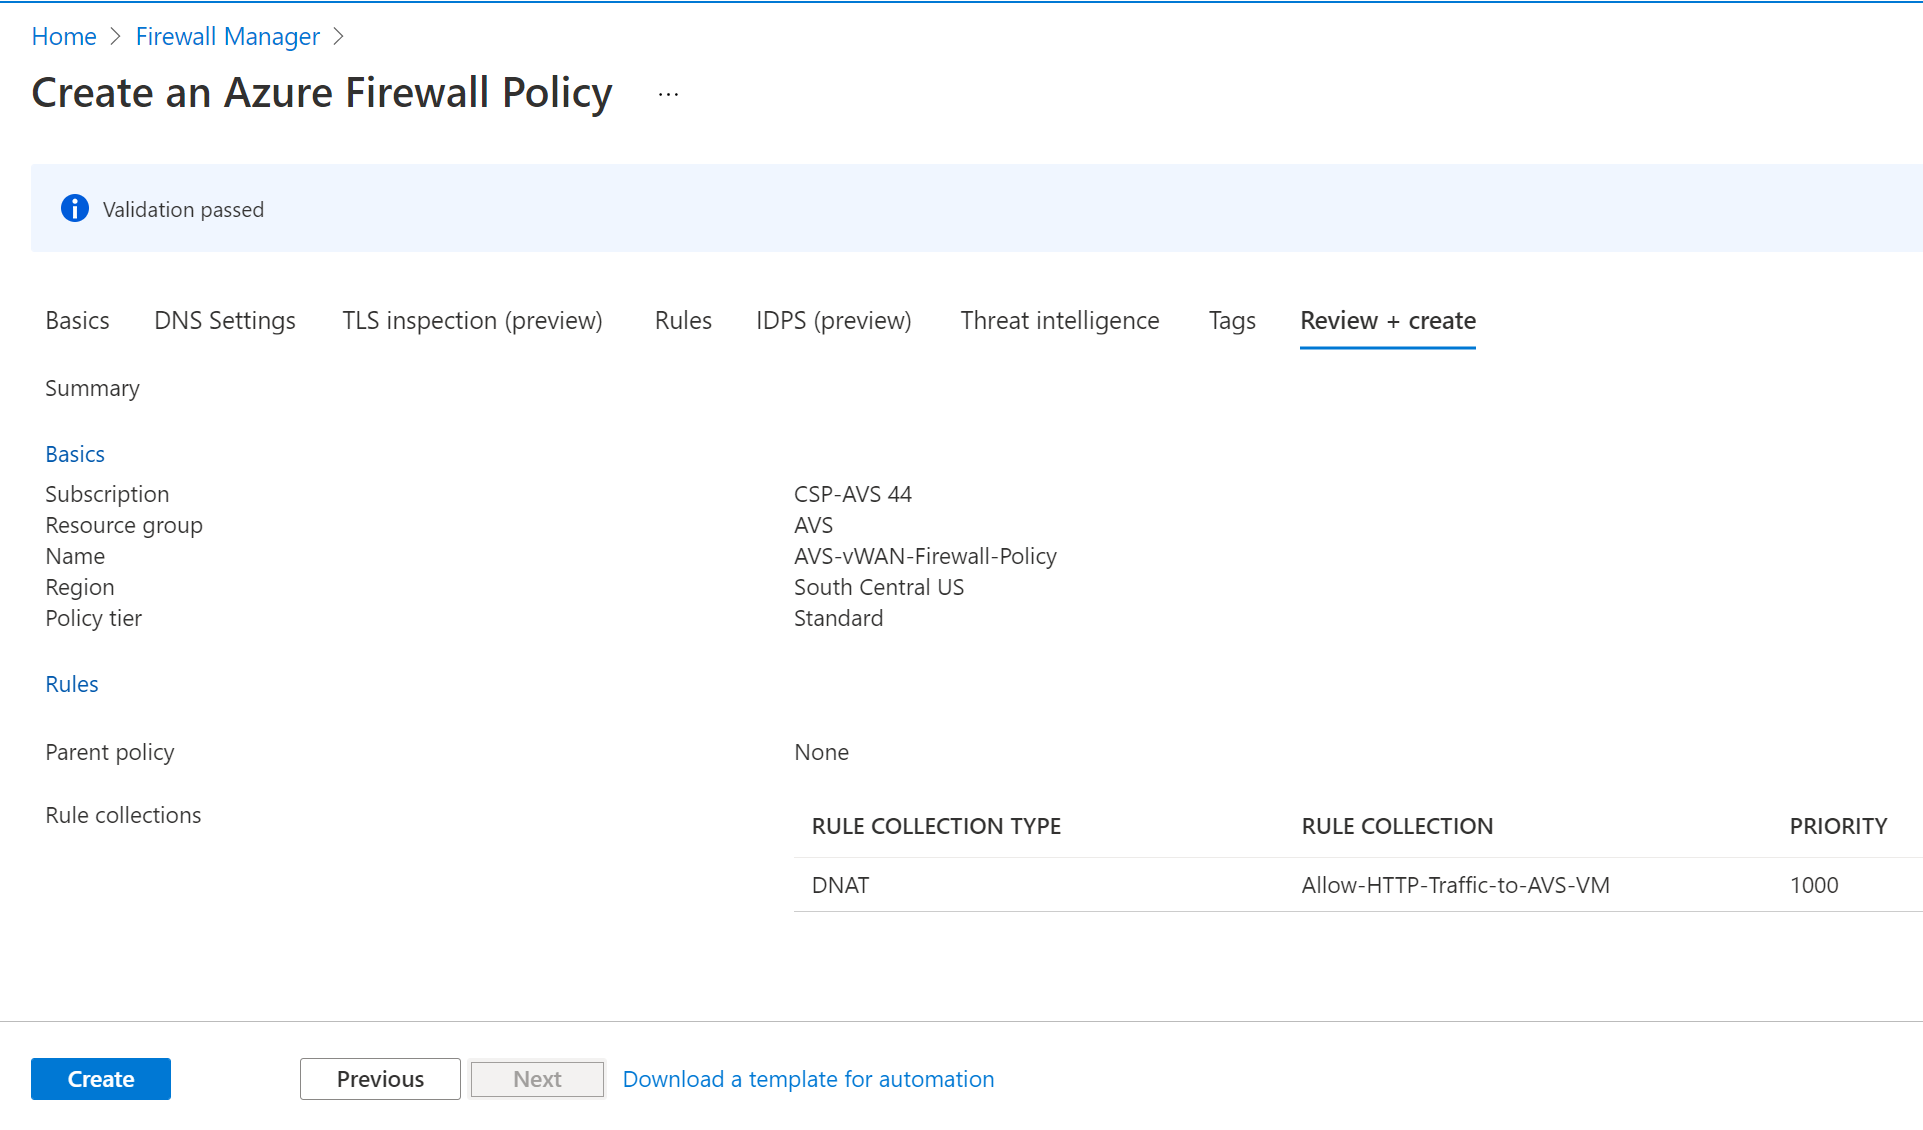 Home > Firewall Manager >
Create an Azure Firewall Policy ...
Validation passed
Basics DNS Settings TLS inspection (preview) Rules IDPS (preview) Threat intelligence Tags Review + create
Summary
Basics
Subscription CSP-AVS 44
Resource group AVS
Name AVS-vWAN-Firewall-Policy
Region South Central US
Policy tier Standard
Rules
Parent policy None
Rule collections
RULE COLLECTION TYPE RULE COLLECTION PRIORITY
DNAT Allow-HTTP-Traffic-to-AVS-VM 1000
Create Previous Next Download a template for automation